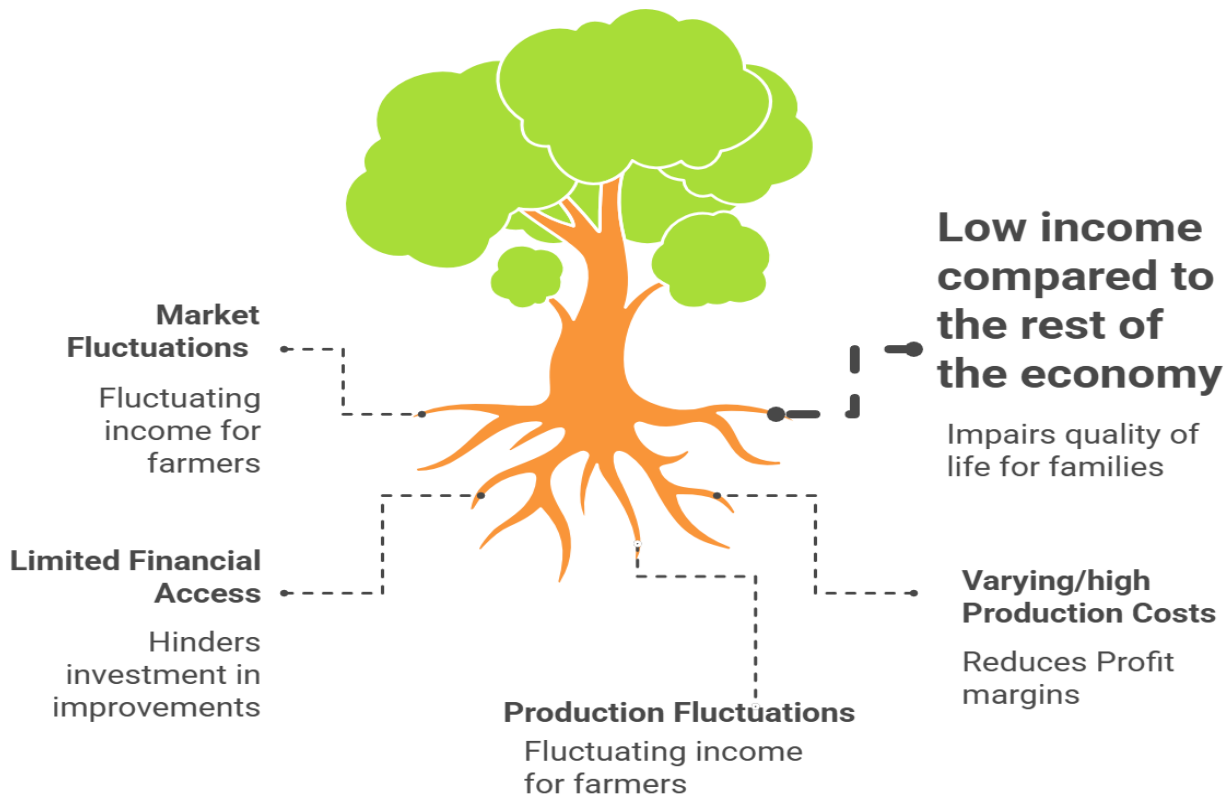 Market
Fluctuations
Fluctuating
income for
farmers
Low income
compared to
the rest of
the economy
Impairs quality of
life for families
Limited Financial
Access
Hinders
investment in
improvements
Production Fluctuations
Fluctuating income
for farmers
Varying/high
Production Costs
Reduces Profit
margins